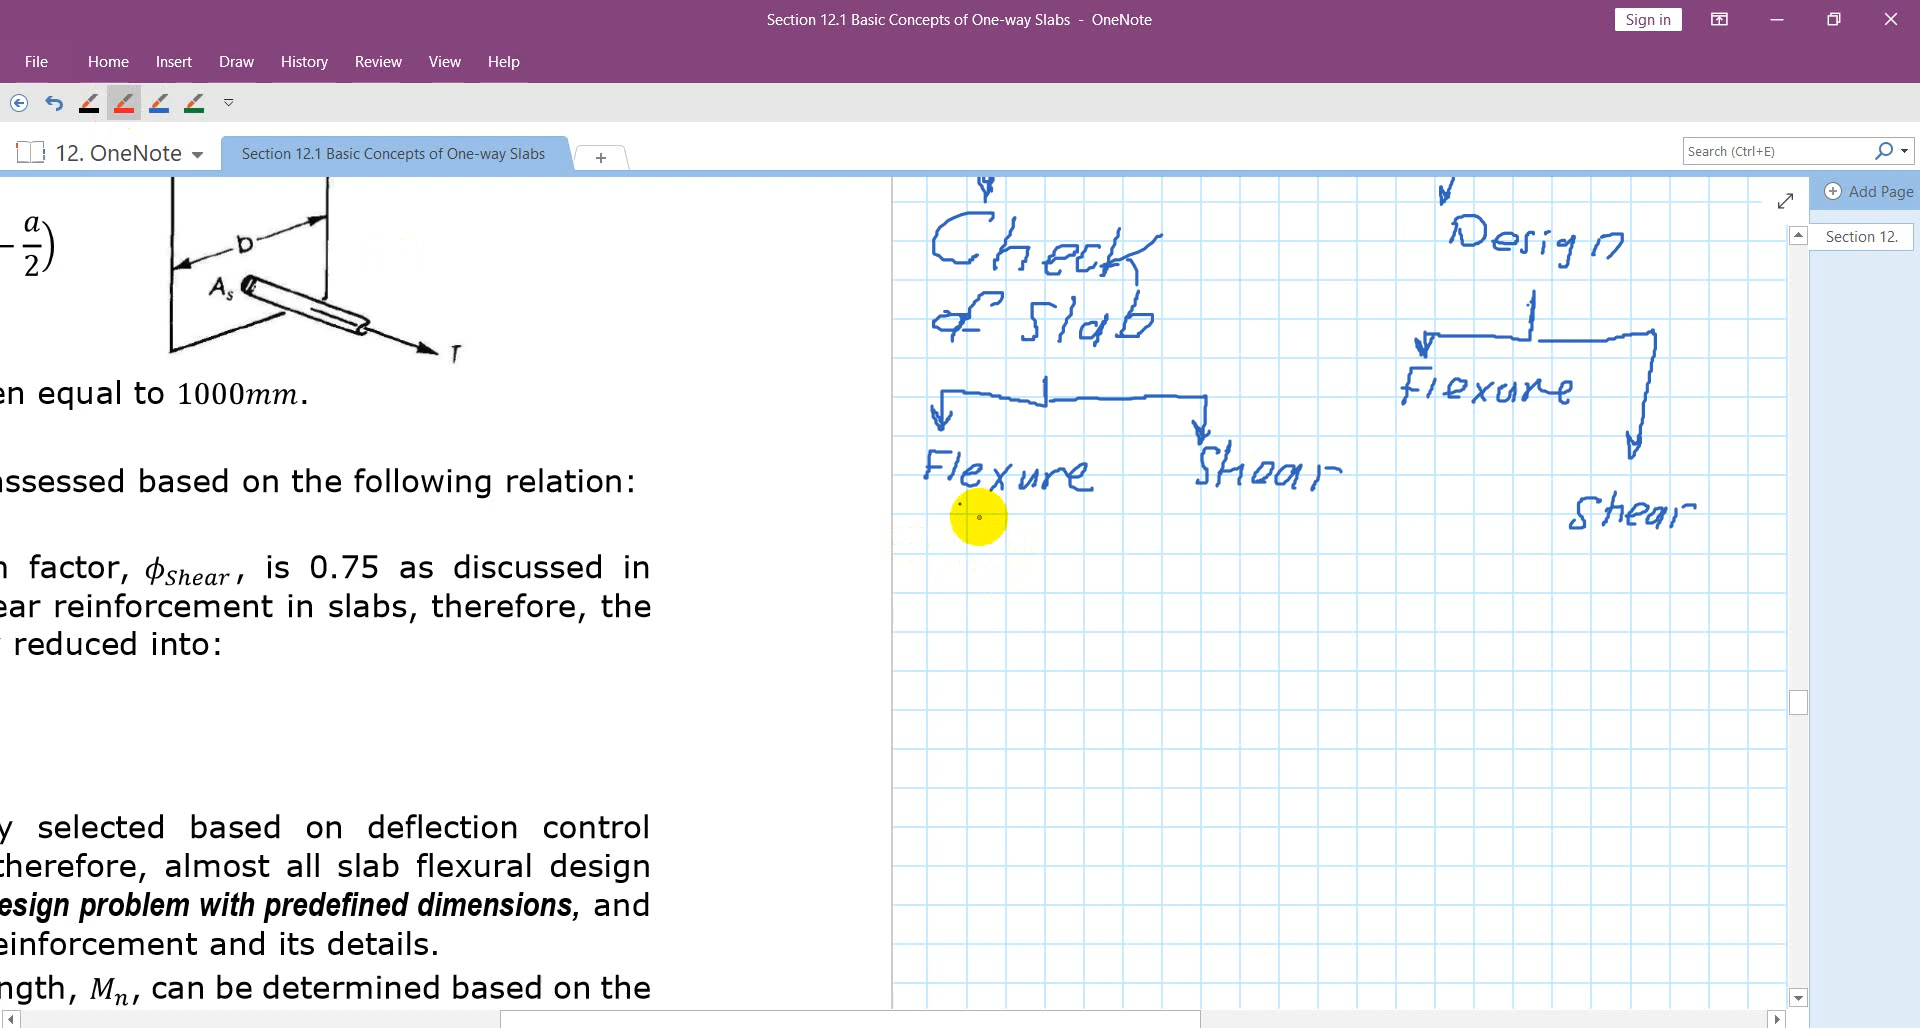 Section 12.1 Basic Concepts of One-way Slabs - OneNote
Sign in
File Home Insert Draw History Review View Help
12. OneNote
Section 12.1 Basic Concepts of One-way Slabs
Search (Ctrl+E)
Add Page
Section 12.
− a/2)
b
A_s
T
en equal to 1000mm.
assessed based on the following relation:
n factor, ϕ_Shear, is 0.75 as discussed in
ear reinforcement in slabs, therefore, the
reduced into:
y selected based on deflection control
therefore, almost all slab flexural design
esign problem with predefined dimensions, and
einforcement and its details.
ngth, M_n, can be determined based on the
Check
of Slab
Flexure
Shear
Design
Flexure
Shear